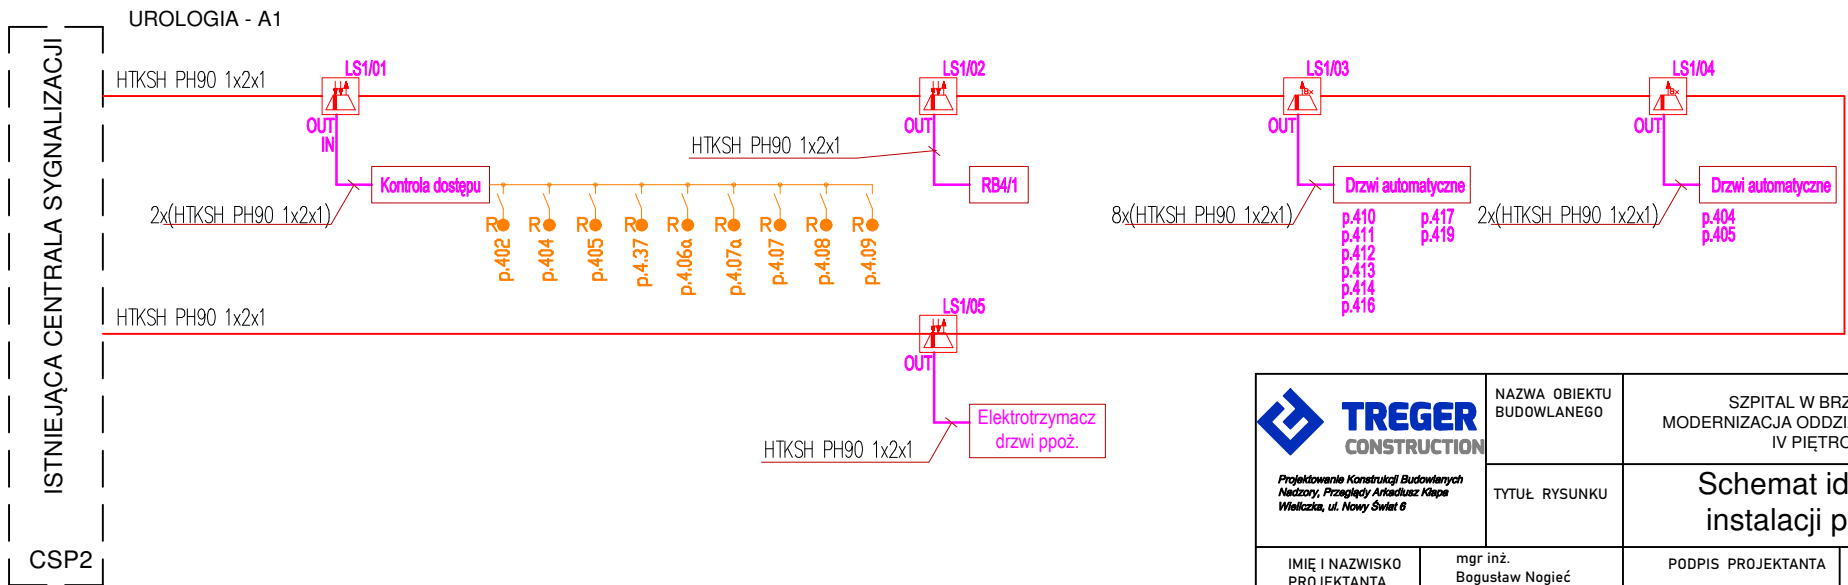 UROLOGIA - A1
ISTNIEJĄCA CENTRALA SYGNALIZACJI
CSP2
HTKSH PH90 1x2x1
LS1/01
OUT
IN
2x(HTKSH PH90 1x2x1)
Kontrola dostępu
R R R R R R R R R
p.402
p.404
p.405
p.4.37
p.4.06a
p.4.07a
p.4.07
p.4.08
p.4.09
LS1/02
OUT
HTKSH PH90 1x2x1
RB4/1
LS1/03
18x
OUT
8x(HTKSH PH90 1x2x1)
Drzwi automatyczne
p.410 p.417
p.411 p.419
p.412
p.413
p.414
p.416
LS1/04
18x
OUT
2x(HTKSH PH90 1x2x1)
Drzwi automatyczne
p.404
p.405
HTKSH PH90 1x2x1
LS1/05
OUT
HTKSH PH90 1x2x1
Elektrotrzymacz
drzwi ppoż.
TREGER
CONSTRUCTION
Projektowanie Konstrukcji Budowlanych
Nadzory, Przeglądy Arkadiusz Kłapa
Wieliczka, ul. Nowy Świat 6
NAZWA OBIEKTU
BUDOWLANEGO
SZPITAL W BRZ
MODERNIZACJA ODDZI
IV PIĘTRO
TYTUŁ RYSUNKU
Schemat id
instalacji p
IMIĘ I NAZWISKO
PROJEKTANTA
mgr inż.
Bogusław Nogieć
PODPIS PROJEKTANTA